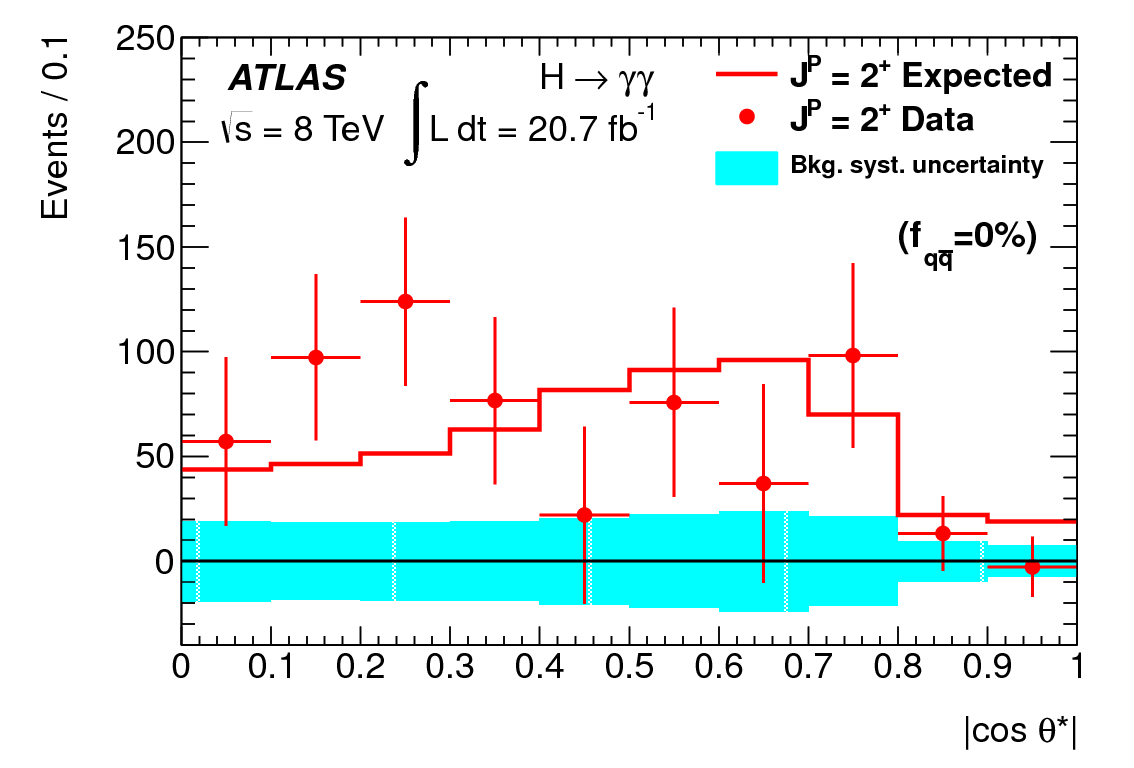 Events / 0.1
250
200
150
100
50
0
ATLAS H → γγ
√s = 8 TeV ∫ L dt = 20.7 fb⁻¹
Jᴾ = 2⁺ Expected
Jᴾ = 2⁺ Data
Bkg. syst. uncertainty
(f_qq̅=0%)
0 0.1 0.2 0.3 0.4 0.5 0.6 0.7 0.8 0.9 1
|cos θ*|